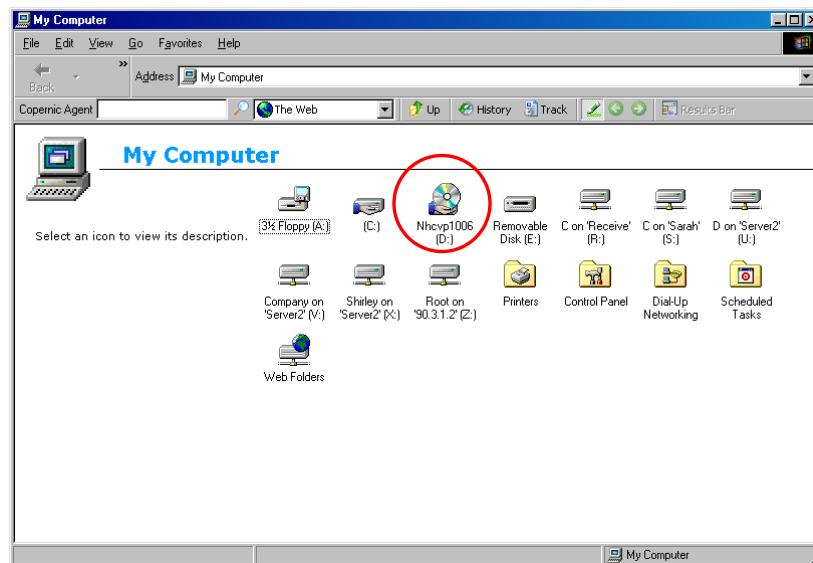 My Computer
File Edit View Go Favorites Help
Back » Address My Computer
Copernic Agent The Web Up History Track Results Bar
My Computer
Select an icon to view its description.
3½ Floppy (A:) (C:) Nhcvp1006 (D:) Removable Disk (E:) C on 'Receive' (R:) C on 'Sarah' (S:) D on 'Server2' (U:)
Company on 'Server2' (V:) Shirley on 'Server2' (X:) Root on '90.3.1.2' (Z:) Printers Control Panel Dial-Up Networking Scheduled Tasks
Web Folders
My Computer